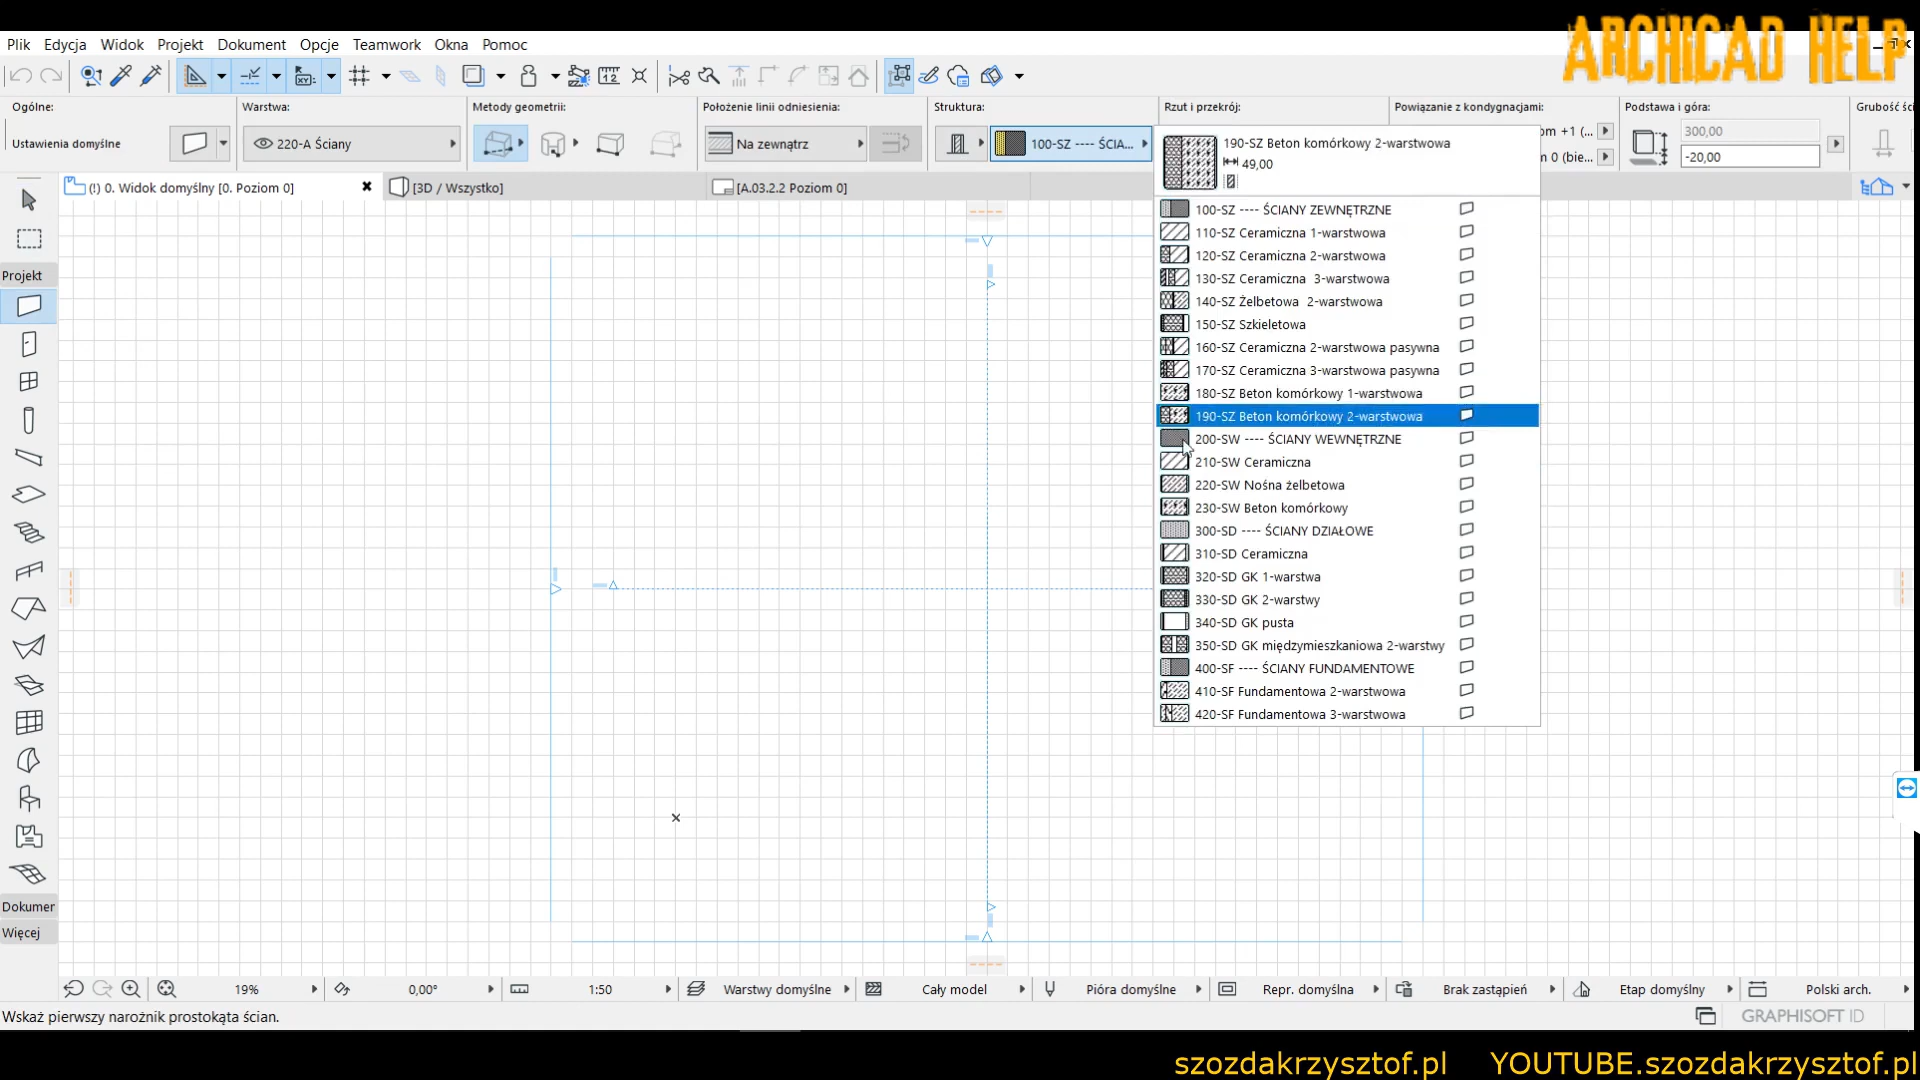 ARCHICAD HELP
Plik Edycja Widok Projekt Dokument Opcje Teamwork Okna Pomoc
Ogólne: Warstwa: Metody geometrii: Położenie linii odniesienia: Struktura: Rzut i przekrój: Powiązanie z kondygnacjami: Podstawa i góra: Grubość ści
Ustawienia domyślne 220-A Ściany Na zewnątrz 100-SZ ---- ŚCIA...
om +1 (... 300,00
m 0 (bie... -20,00
(!) 0. Widok domyślny [0. Poziom 0] [3D / Wszystko] [A.03.2.2 Poziom 0]
190-SZ Beton komórkowy 2-warstwowa
49,00
100-SZ ---- ŚCIANY ZEWNĘTRZNE
110-SZ Ceramiczna 1-warstwowa
120-SZ Ceramiczna 2-warstwowa
130-SZ Ceramiczna 3-warstwowa
140-SZ Żelbetowa 2-warstwowa
150-SZ Szkieletowa
160-SZ Ceramiczna 2-warstwowa pasywna
170-SZ Ceramiczna 3-warstwowa pasywna
180-SZ Beton komórkowy 1-warstwowa
190-SZ Beton komórkowy 2-warstwowa
200-SW ---- ŚCIANY WEWNĘTRZNE
210-SW Ceramiczna
220-SW Nośna żelbetowa
230-SW Beton komórkowy
300-SD ---- ŚCIANY DZIAŁOWE
310-SD Ceramiczna
320-SD GK 1-warstwa
330-SD GK 2-warstwy
340-SD GK pusta
350-SD GK międzymieszkaniowa 2-warstwy
400-SF ---- ŚCIANY FUNDAMENTOWE
410-SF Fundamentowa 2-warstwowa
420-SF Fundamentowa 3-warstwowa
Projekt
Dokumer
Więcej
19% 0,00° 1:50 Warstwy domyślne Cały model Pióra domyślne Repr. domyślna Brak zastąpień Etap domyślny Polski arch.
Wskaż pierwszy narożnik prostokąta ścian. GRAPHISOFT ID
szozdakrzysztof.pl YOUTUBE.szozdakrzysztof.pl